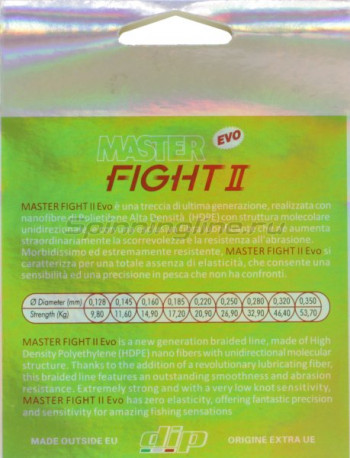 MASTER EVO
FIGHT II
MASTER FIGHT II Evo è una treccia di ultima generazione, realizzata con
nanofibre di Polietilene Alta Densità (HDPE) con struttura molecolare
unidirezionale che aumenta
straordinariamente la scorrevolezza e la resistenza all'abrasione.
Morbidissimo ed estremamente resistente, MASTER FIGHT II Evo si
caratterizza per una totale assenza di elasticità, che consente una
sensibilità ed una precisione in pesca che non ha confronti.
Ø Diameter (mm) 0,128 0,145 0,160 0,185 0,220 0,250 0,280 0,320 0,350
Strength (Kg) 9,80 11,60 14,90 17,20 20,90 26,90 32,90 46,40 53,70
MASTER FIGHT II Evo is a new generation braided line, made of High
Density Polyethylene (HDPE) nano fibers with unidirectional molecular
structure. Thanks to the addition of a revolutionary lubricating fiber,
this braided line features an outstanding smoothness and abrasion
resistance. Extremely strong and with a very low knot sensitivity,
MASTER FIGHT II Evo has zero elasticity, offering fantastic precision
and sensitivity for amazing fishing sensations
MADE OUTSIDE EU dip ORIGINE EXTRA UE